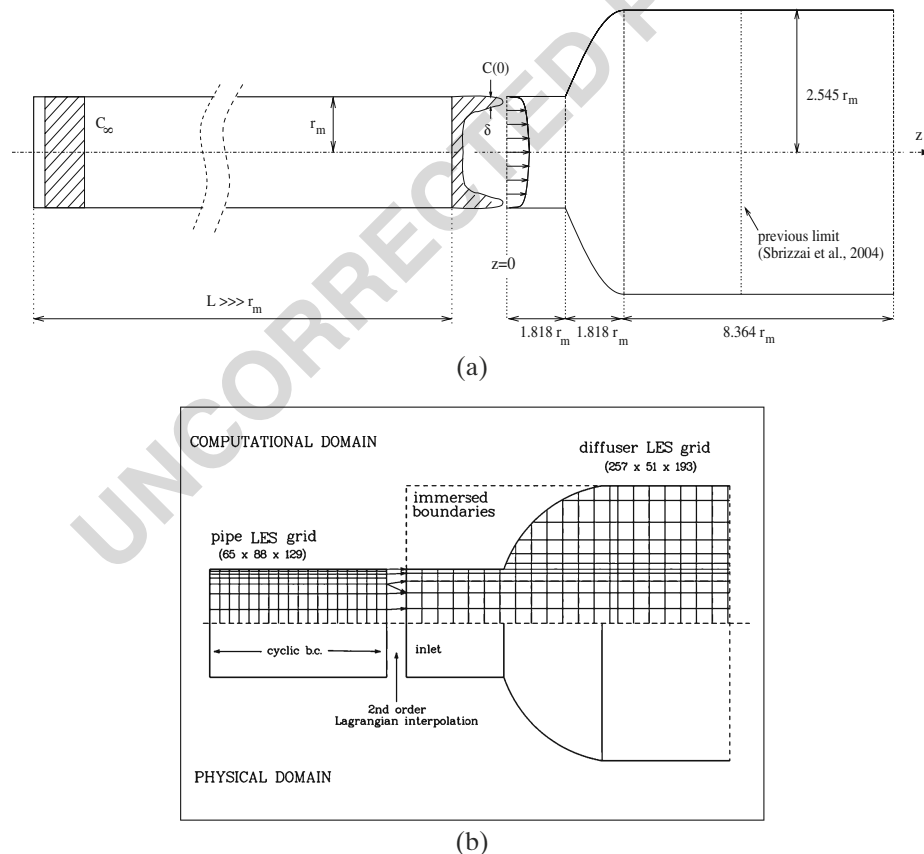 C(0)
C∞
r_m
δ
2.545 r_m
z
previous limit
(Sbrizzai et al., 2004)
z=0
L >>> r_m
1.818 r_m
1.818 r_m
8.364 r_m
(a)
UNCORRECTED P
COMPUTATIONAL DOMAIN
diffuser LES grid
(257 x 51 x 193)
immersed
boundaries
pipe LES grid
(65 x 88 x 129)
cyclic b.c.
inlet
2nd order
Lagrangian interpolation
PHYSICAL DOMAIN
(b)